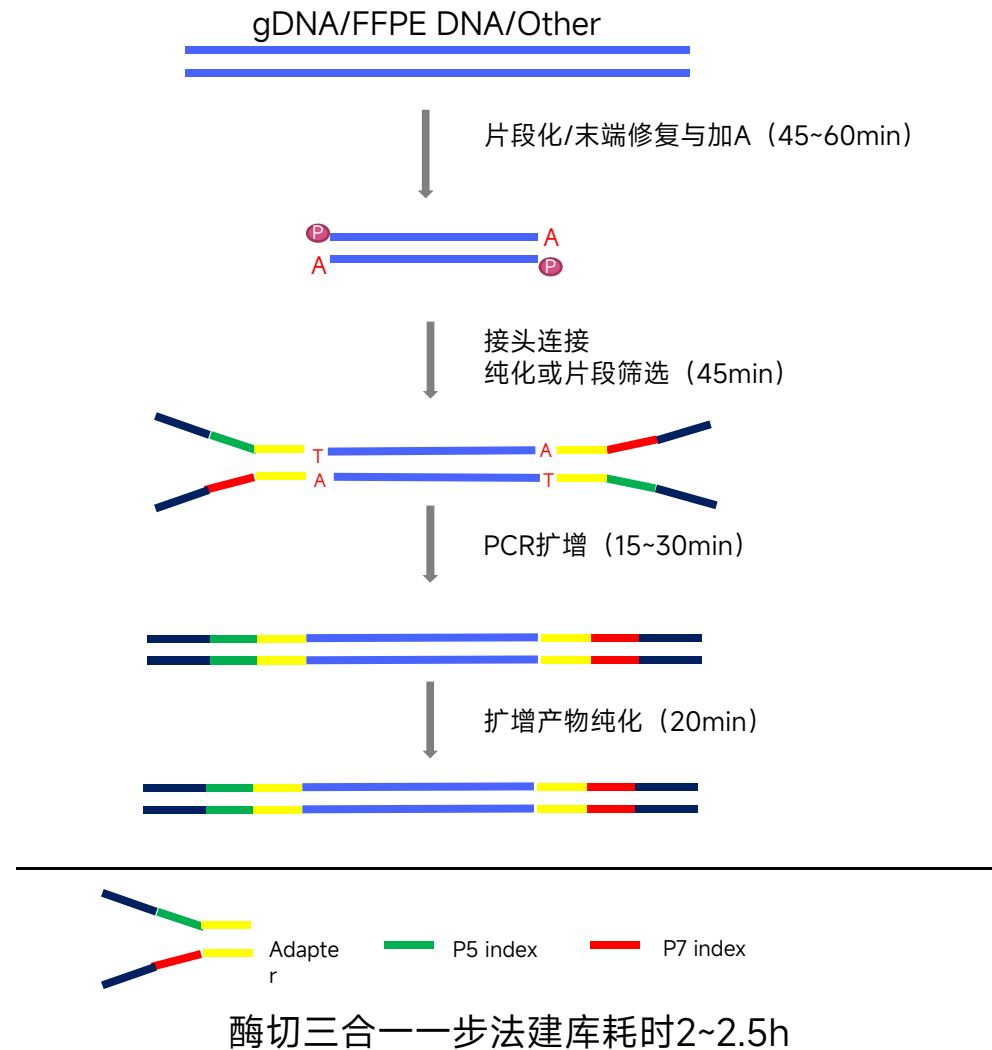 gDNA/FFPE DNA/Other
片段化/末端修复与加A（45~60min）
P
A
A
P
接头连接
纯化或片段筛选（45min）
T
A
A
T
PCR扩增（15~30min）
扩增产物纯化（20min）
Adapte
r
P5 index
P7 index
酶切三合一一步法建库耗时2~2.5h